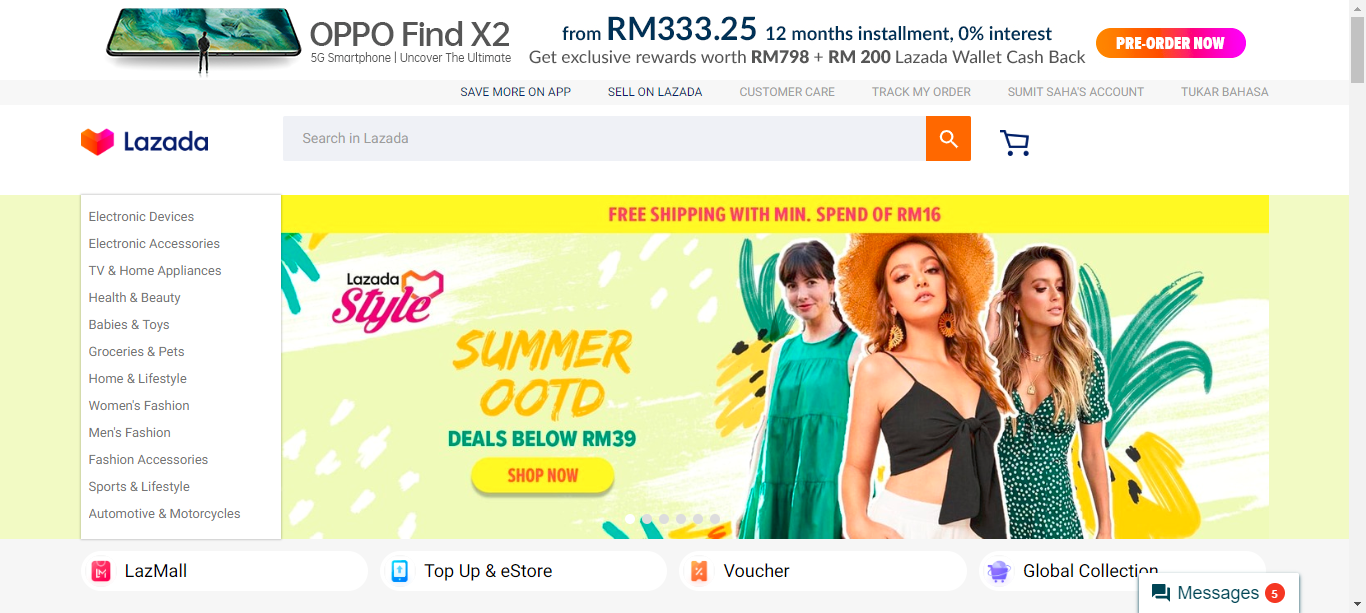 OPPO Find X2
5G Smartphone | Uncover The Ultimate
from RM333.25 12 months installment, 0% interest
Get exclusive rewards worth RM798 + RM 200 Lazada Wallet Cash Back
PRE-ORDER NOW
SAVE MORE ON APP SELL ON LAZADA CUSTOMER CARE TRACK MY ORDER SUMIT SAHA'S ACCOUNT TUKAR BAHASA
Lazada
Search in Lazada
Electronic Devices
Electronic Accessories
TV & Home Appliances
Health & Beauty
Babies & Toys
Groceries & Pets
Home & Lifestyle
Women's Fashion
Men's Fashion
Fashion Accessories
Sports & Lifestyle
Automotive & Motorcycles
FREE SHIPPING WITH MIN. SPEND OF RM16
Lazada
Style
SUMMER
OOTD
DEALS BELOW RM39
SHOP NOW
LazMall
Top Up & eStore
Voucher
Global Collection
Messages 5